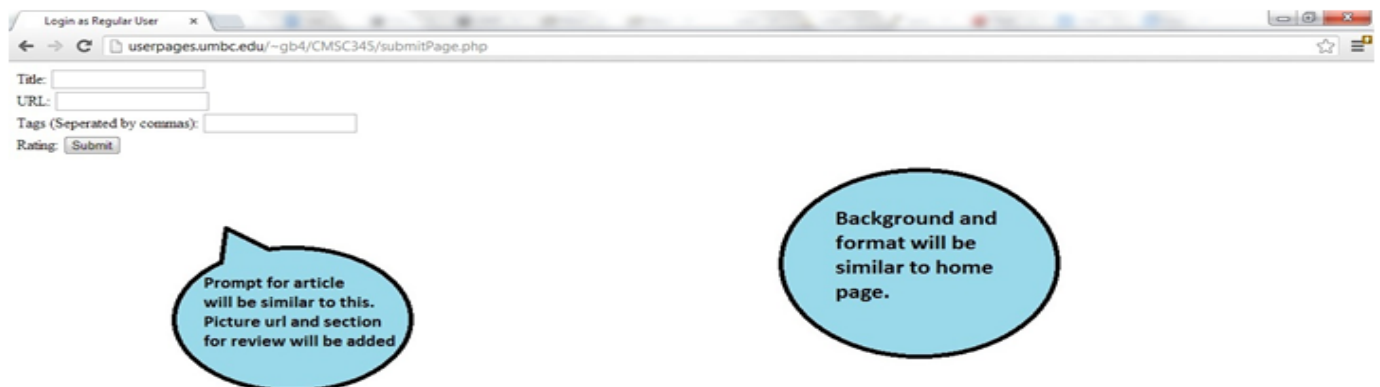 Login as Regular User
userpages.umbc.edu/~gb4/CMSC345/submitPage.php
Title:
URL:
Tags (Seperated by commas):
Rating: Submit
Prompt for article
will be similar to this.
Picture url and section
for review will be added
Background and
format will be
similar to home
page.